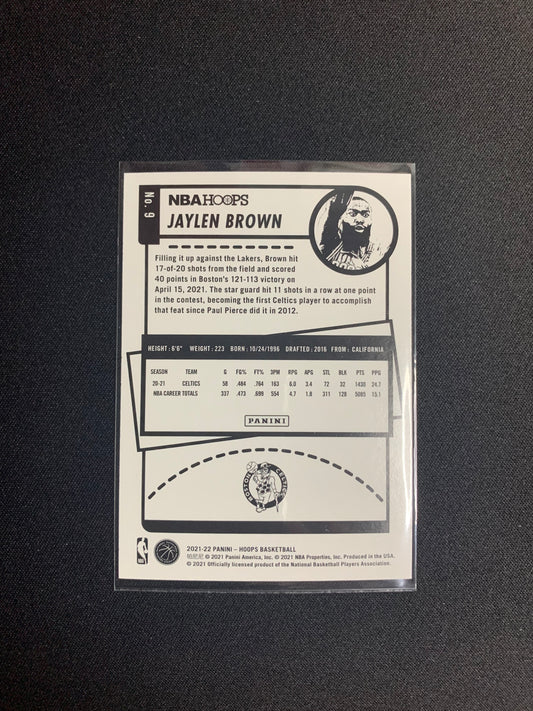 No. 9
NBA HOOPS
JAYLEN BROWN
Filling it up against the Lakers, Brown hit
17-of-20 shots from the field and scored
40 points in Boston's 121-113 victory on
April 15, 2021. The star guard hit 11 shots in a row at one point
in the contest, becoming the first Celtics player to accomplish
that feat since Paul Pierce did it in 2012.
HEIGHT: 6'6" WEIGHT: 223 BORN: 10/24/1996 DRAFTED: 2016 FROM: CALIFORNIA
SEASON TEAM G FG% FT% 3PM RPG APG STL BLK PTS PPG
20-21 CELTICS 58 .484 .764 163 6.0 3.4 72 32 1430 24.7
NBA CAREER TOTALS 337 .473 .699 554 4.7 1.8 311 128 5085 15.1
PANINI
BOSTON CELTICS
2021-22 PANINI – HOOPS BASKETBALL
© 2021 Panini America, Inc. © 2021 NBA Properties, Inc. Produced in the USA.
© 2021 Officially licensed product of the National Basketball Players Association.